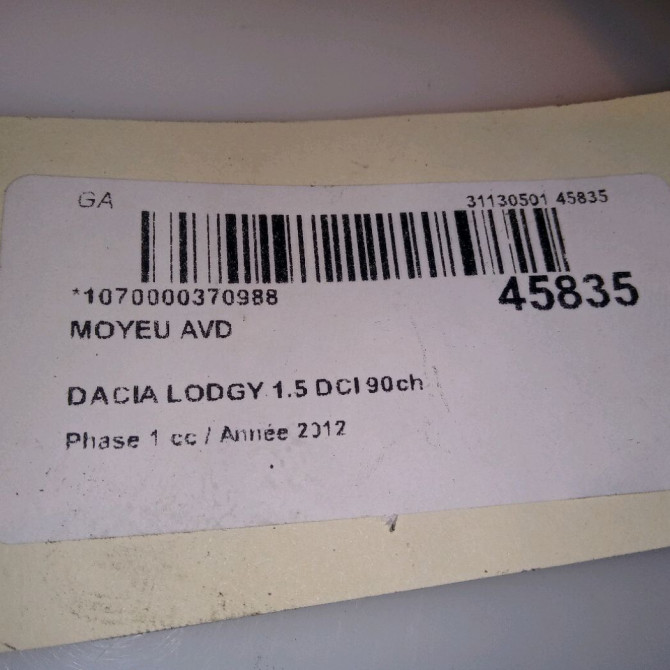 GA
31130501 45835
*1070000370988
45835
MOYEU AVD
DACIA LODGY 1.5 DCI 90ch
Phase 1 cc / Année 2012